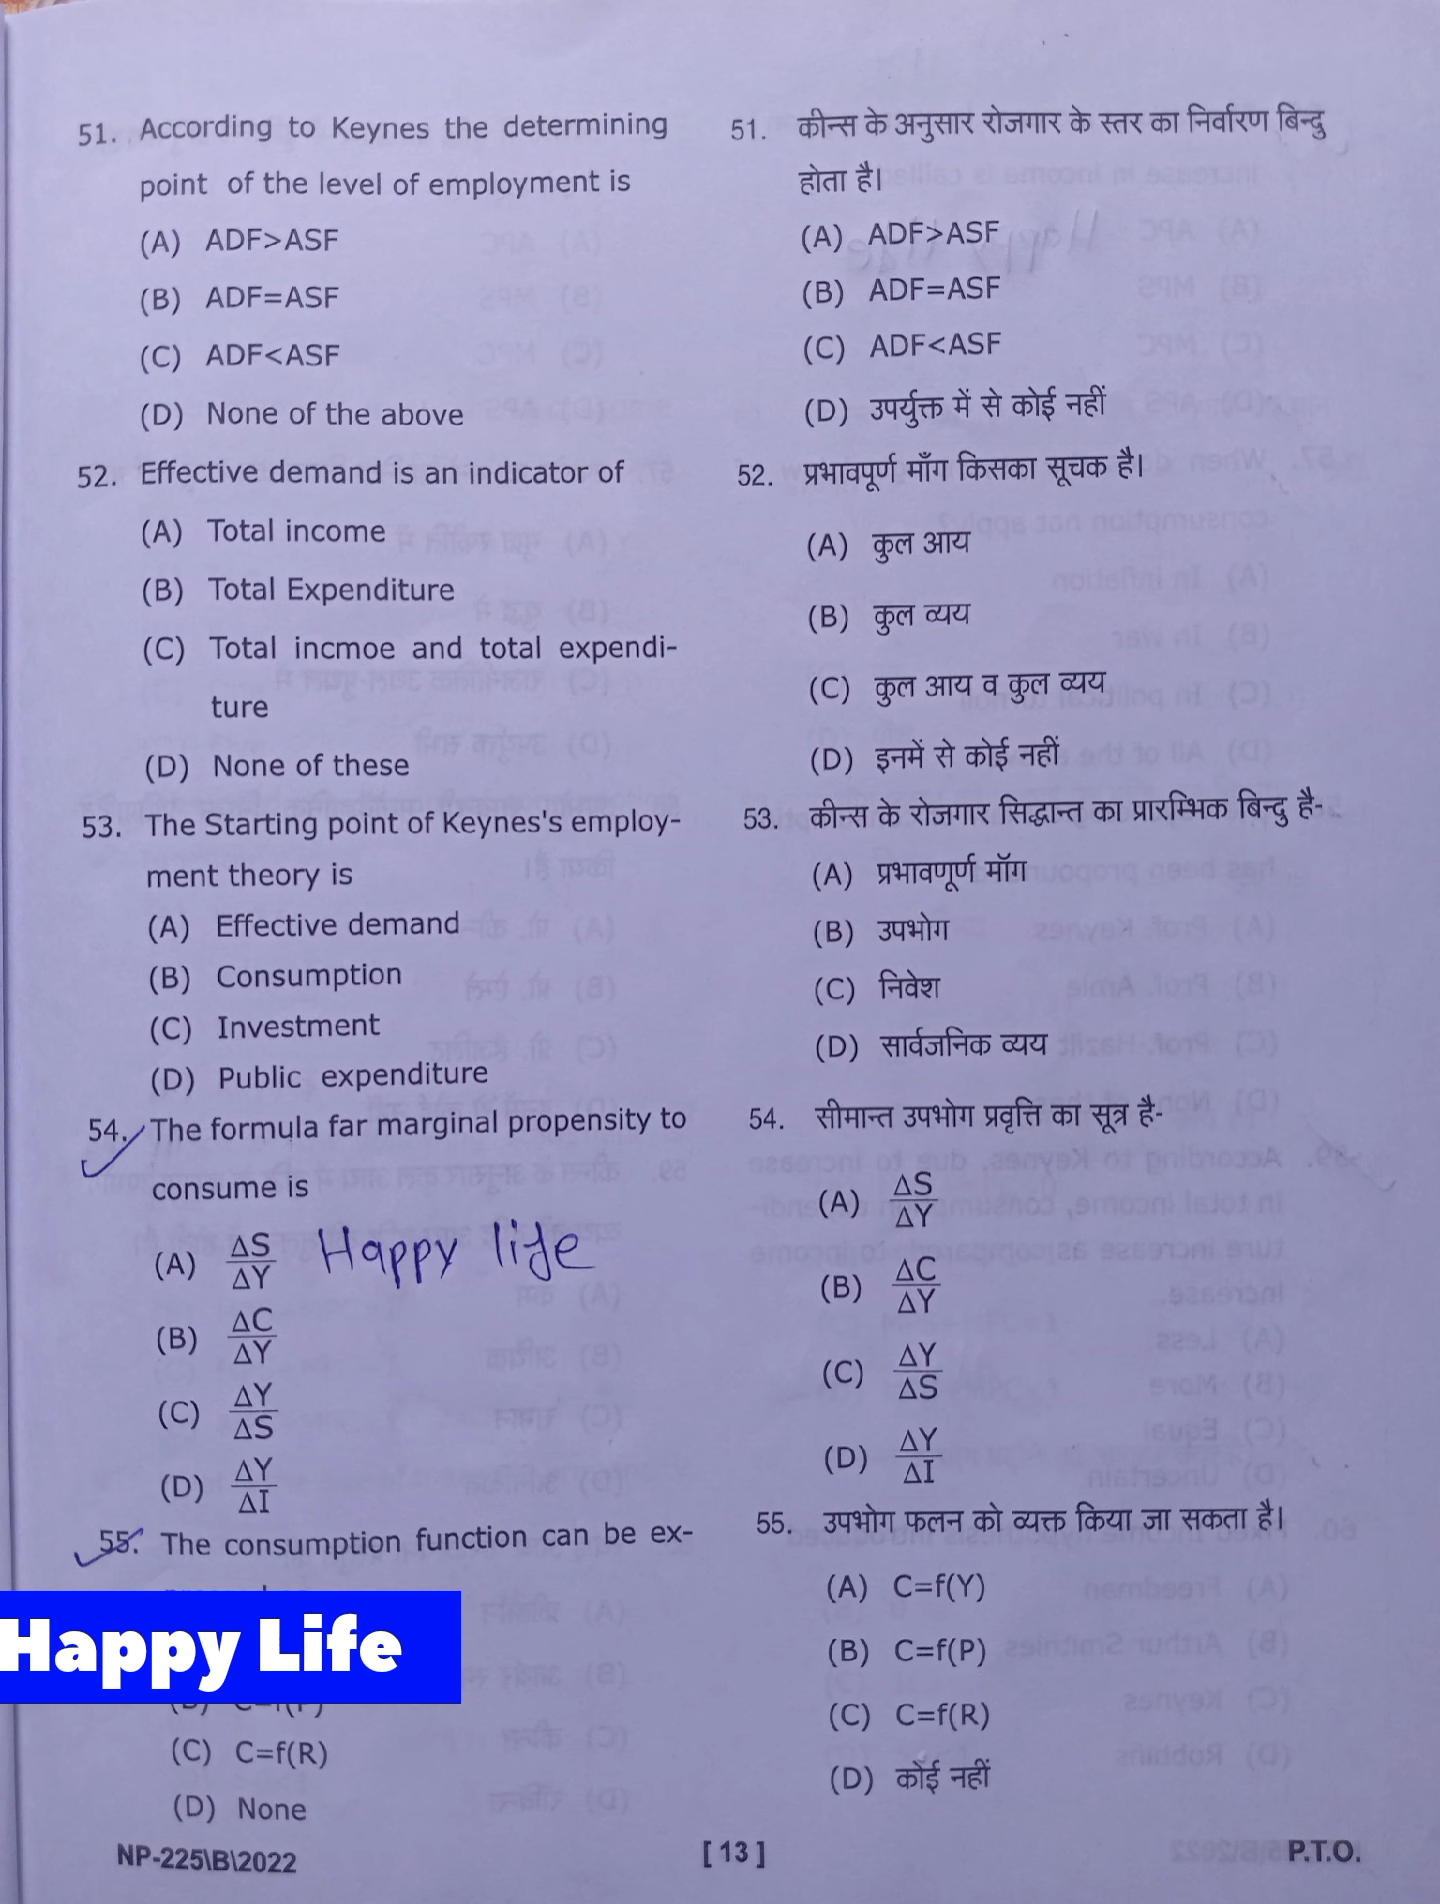 51. According to Keynes the determining
point of the level of employment is
(A) ADF>ASF
(B) ADF=ASF
(C) ADF<ASF
(D) None of the above
52. Effective demand is an indicator of
(A) Total income
(B) Total Expenditure
(C) Total incmoe and total expendi-
ture
(D) None of these
53. The Starting point of Keynes's employ-
ment theory is
(A) Effective demand
(B) Consumption
(C) Investment
(D) Public expenditure
54. The formula far marginal propensity to
consume is
(A) ΔS/ΔY Happy life
(B) ΔC/ΔY
(C) ΔY/ΔS
(D) ΔY/ΔI
55. The consumption function can be ex-
Happy Life
(C) C=f(R)
(D) None
51. कीन्स के अनुसार रोजगार के स्तर का निर्वारण बिन्दु
होता है।
(A) ADF>ASF
(B) ADF=ASF
(C) ADF<ASF
(D) उपर्युक्त में से कोई नहीं
52. प्रभावपूर्ण माँग किसका सूचक है।
(A) कुल आय
(B) कुल व्यय
(C) कुल आय व कुल व्यय
(D) इनमें से कोई नहीं
53. कीन्स के रोजगार सिद्धान्त का प्रारम्भिक बिन्दु है-
(A) प्रभावणूर्ण मॉग
(B) उपभोग
(C) निवेश
(D) सार्वजनिक व्यय
54. सीमान्त उपभोग प्रवृत्ति का सूत्र है-
(A) ΔS/ΔY
(B) ΔC/ΔY
(C) ΔY/ΔS
(D) ΔY/ΔI
55. उपभोग फलन को व्यक्त किया जा सकता है।
(A) C=f(Y)
(B) C=f(P)
(C) C=f(R)
(D) कोई नहीं
NP-225\B\2022 [ 13 ] P.T.O.